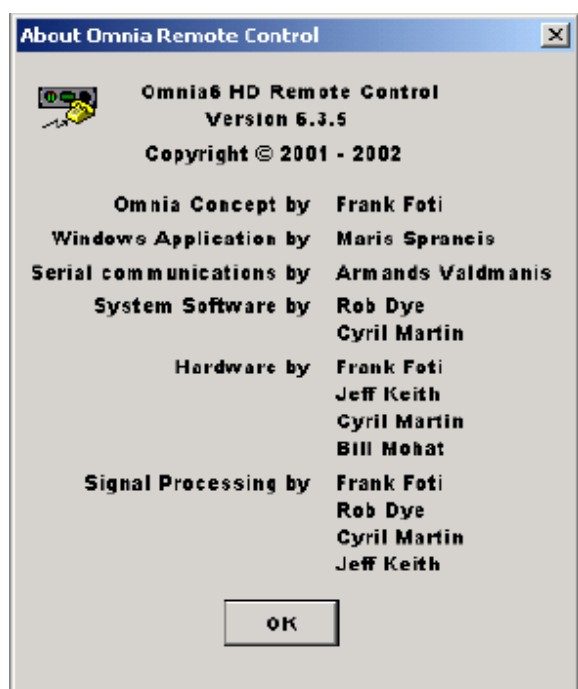 About Omnia Remote Control
Omnia6 HD Remote Control
Version 6.3.5
Copyright © 2001 - 2002
Omnia Concept by Frank Foti
Windows Application by Maris Sprancis
Serial communications by Armands Valdmanis
System Software by Rob Dye
Cyril Martin
Hardware by Frank Foti
Jeff Keith
Cyril Martin
Bill Mohat
Signal Processing by Frank Foti
Rob Dye
Cyril Martin
Jeff Keith
OK